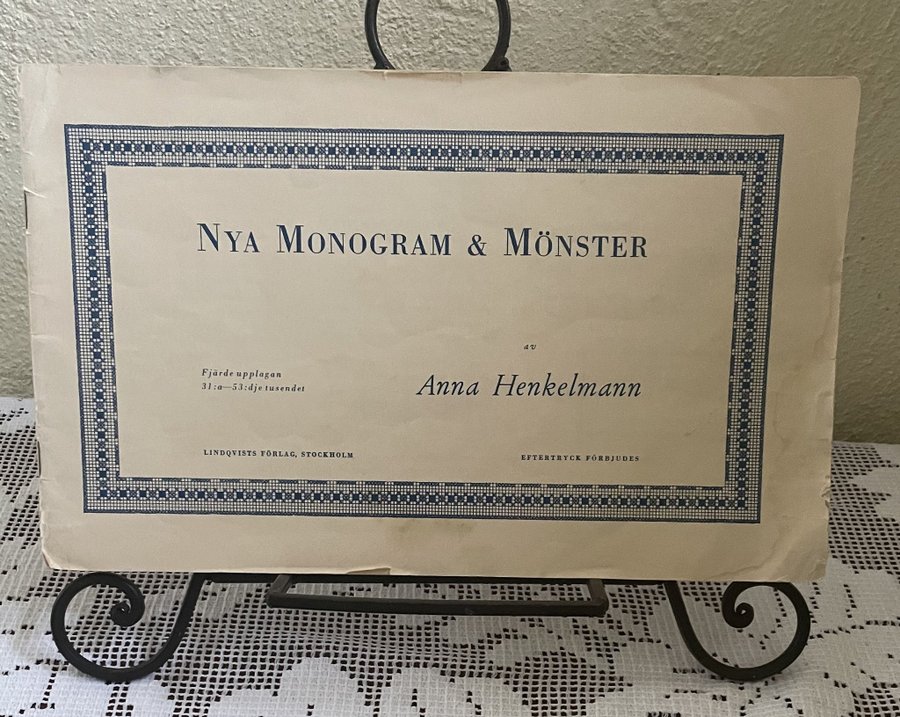 NYA MONOGRAM & MÖNSTER
av
Anna Henkelmann
Fjärde upplagan
31:a—53:dje tusendet
LINDQVISTS FÖRLAG, STOCKHOLM
EFTERTRYCK FÖRBJUDES